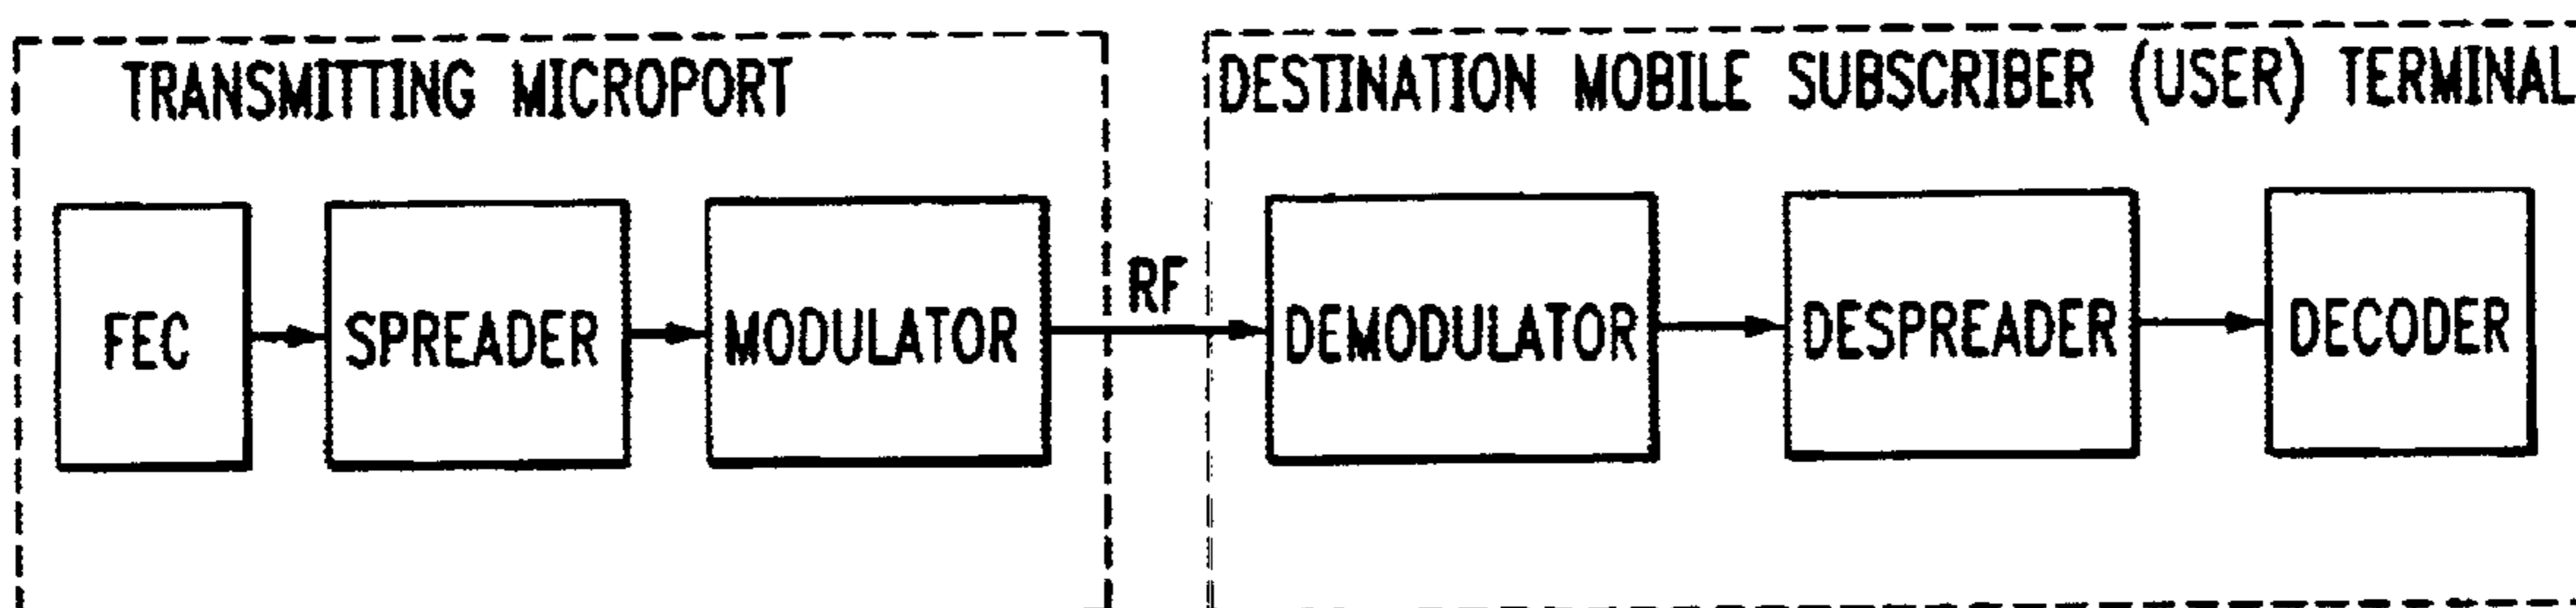 TRANSMITTING MICROPORT
DESTINATION MOBILE SUBSCRIBER (USER) TERMINAL
FEC
SPREADER
MODULATOR
RF
DEMODULATOR
DESPREADER
DECODER